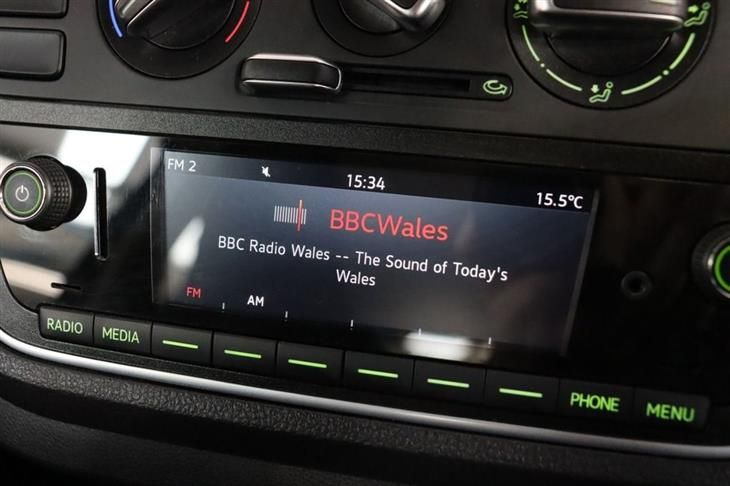 FM 2
15:34
15.5°C
BBCWales
BBC Radio Wales -- The Sound of Today's
Wales
FM
AM
RADIO
MEDIA
PHONE
MENU